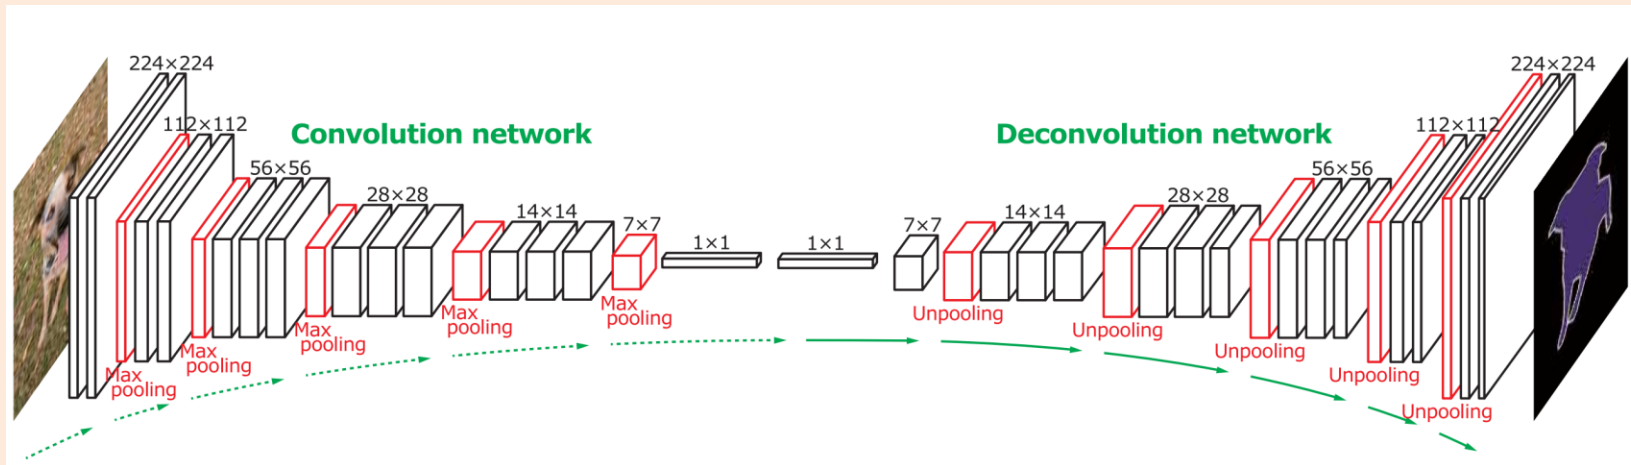 224×224
112×112
56×56
28×28
14×14
7×7
1×1
1×1
7×7
14×14
28×28
56×56
112×112
224×224
Convolution network
Deconvolution network
Max
pooling
Max
pooling
Max
pooling
Max
pooling
Max
pooling
Unpooling
Unpooling
Unpooling
Unpooling
Unpooling